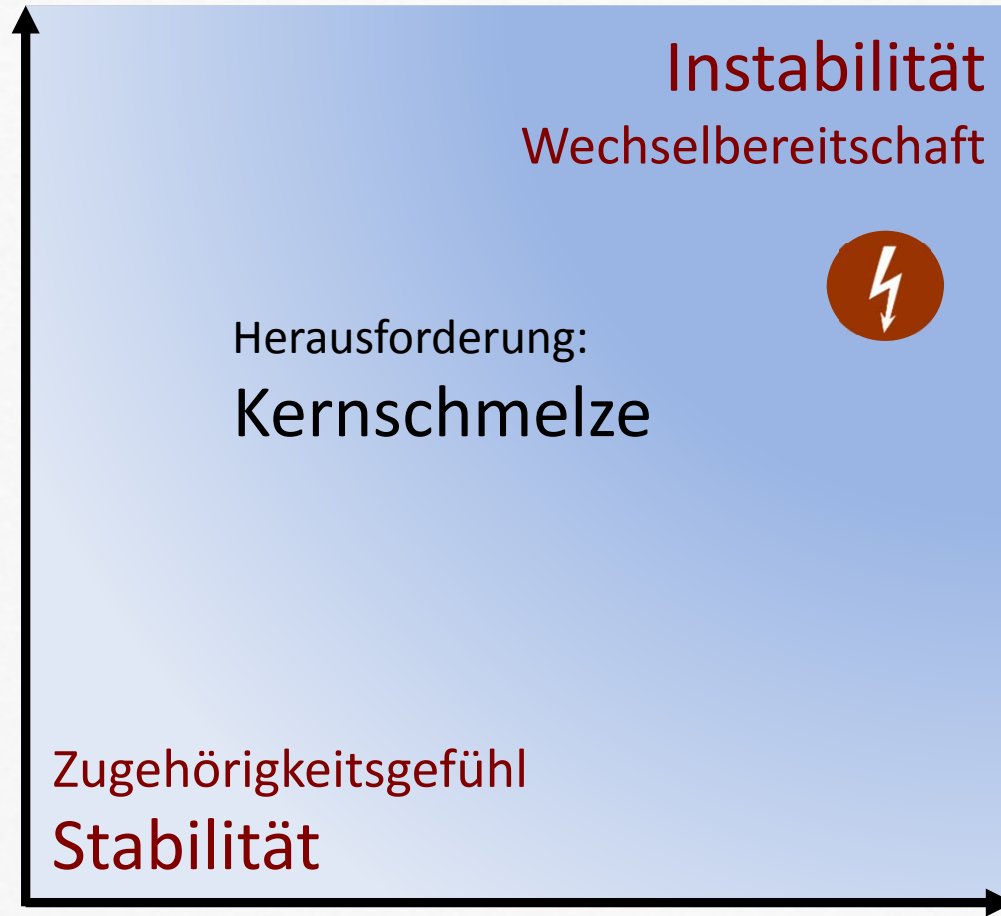 Instabilität
Wechselbereitschaft
Herausforderung:
Kernschmelze
Zugehörigkeitsgefühl
Stabilität